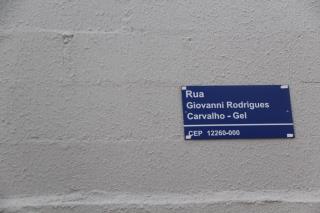 Rua
Giovanni Rodrigues
Carvalho - Gel
CEP 12260-000